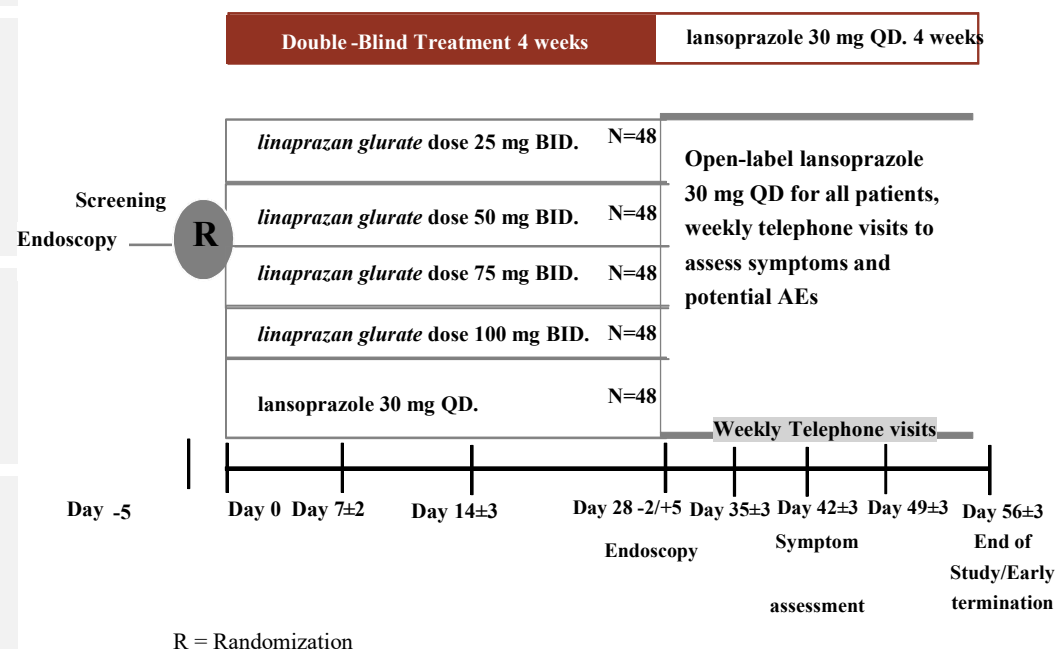 Double -Blind Treatment 4 weeks
lansoprazole 30 mg QD. 4 weeks
linaprazan glurate dose 25 mg BID. N=48
linaprazan glurate dose 50 mg BID. N=48
linaprazan glurate dose 75 mg BID. N=48
linaprazan glurate dose 100 mg BID. N=48
lansoprazole 30 mg QD. N=48
Screening
Endoscopy
R
Open-label lansoprazole
30 mg QD for all patients,
weekly telephone visits to
assess symptoms and
potential AEs
Weekly Telephone visits
Day -5
Day 0
Day 7±2
Day 14±3
Day 28 -2/+5
Endoscopy
Day 35±3
Day 42±3
Symptom
assessment
Day 49±3
Day 56±3
End of
Study/Early
termination
R = Randomization